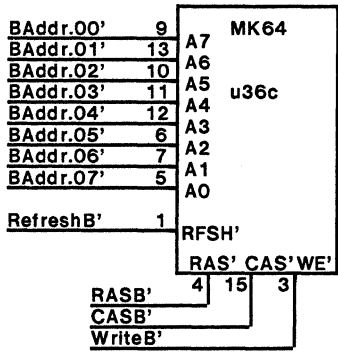 BAddr.00' 9 MK64
BAddr.01' 13 A7
BAddr.02' 10 A6
BAddr.03' 11 A5 u36c
BAddr.04' 12 A4
BAddr.05' 6 A3
BAddr.06' 7 A2
BAddr.07' 5 A1
A0
RefreshB' 1
RFSH'
RAS' CAS' WE'
4 15 3
RASB'
CASB'
WriteB'